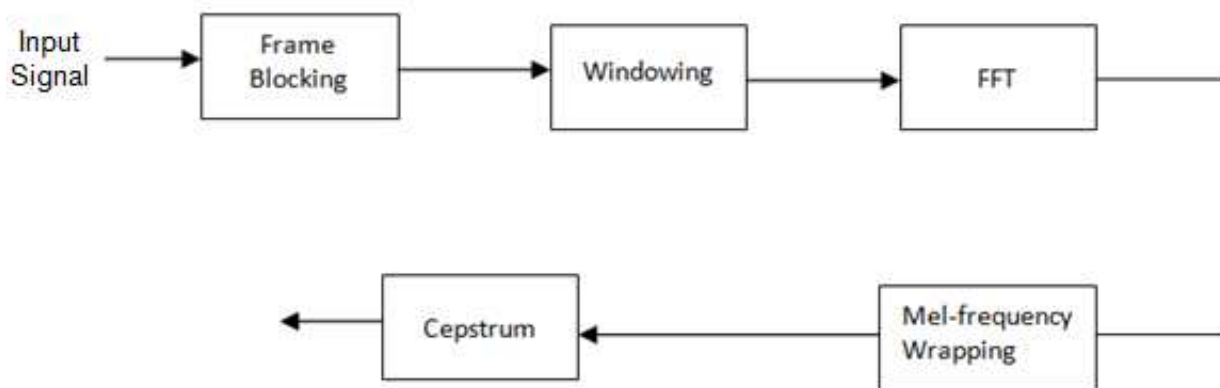 Input
Signal
Frame
Blocking
Windowing
FFT
Mel-frequency
Wrapping
Cepstrum